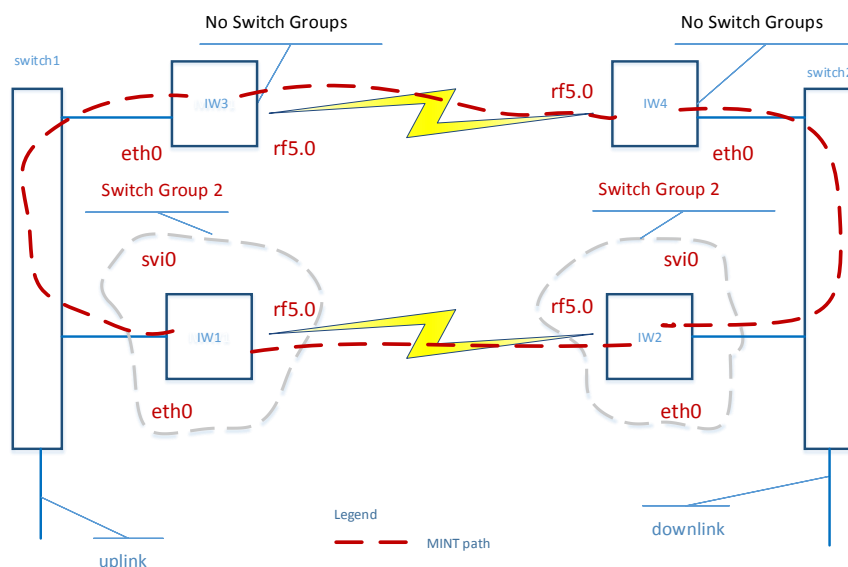 No Switch Groups
No Switch Groups
switch1
switch2
IW3
rf5.0
IW4
eth0
rf5.0
eth0
Switch Group 2
Switch Group 2
svi0
svi0
rf5.0
rf5.0
IW1
IW2
eth0
eth0
Legend
MINT path
uplink
downlink